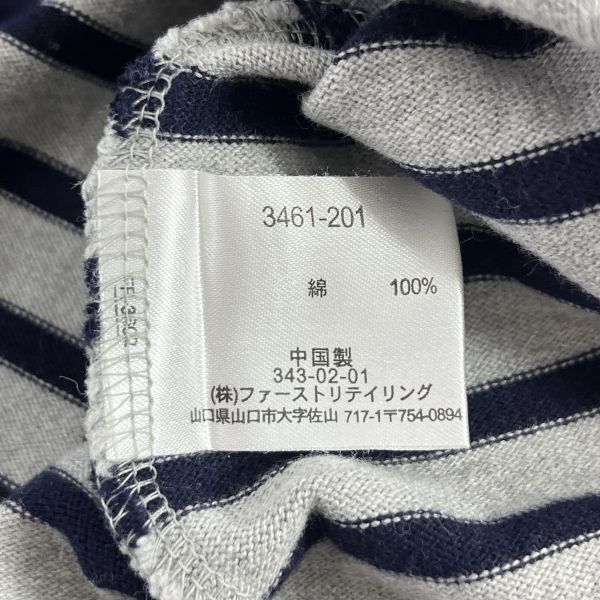 3461-201
綿 100%
中国製
343-02-01
(株)ファーストリテイリング
山口県山口市大字佐山 717-1〒754-0894